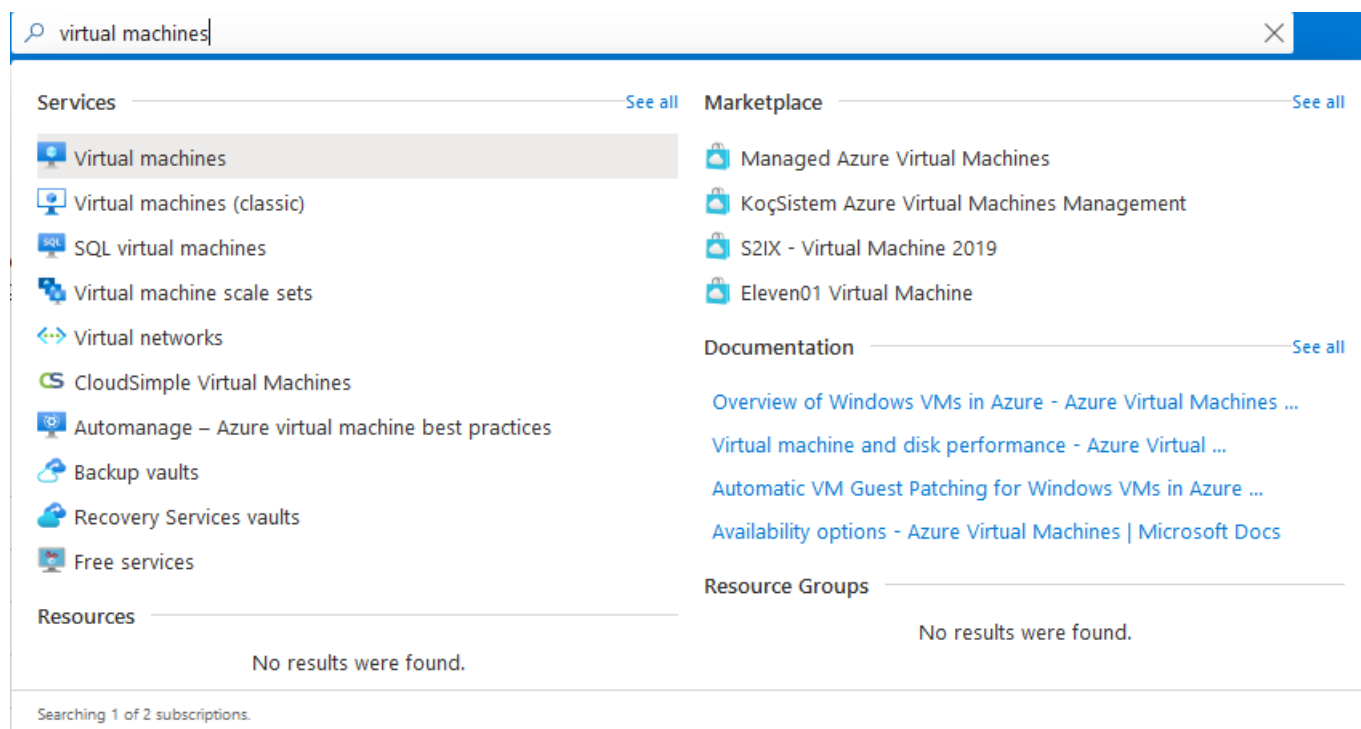 virtual machines
Services
See all
Virtual machines
Virtual machines (classic)
SQL virtual machines
Virtual machine scale sets
Virtual networks
CloudSimple Virtual Machines
Automanage – Azure virtual machine best practices
Backup vaults
Recovery Services vaults
Free services
Resources
No results were found.
Marketplace
See all
Managed Azure Virtual Machines
KoçSistem Azure Virtual Machines Management
S2IX - Virtual Machine 2019
Eleven01 Virtual Machine
Documentation
See all
Overview of Windows VMs in Azure - Azure Virtual Machines ...
Virtual machine and disk performance - Azure Virtual ...
Automatic VM Guest Patching for Windows VMs in Azure ...
Availability options - Azure Virtual Machines | Microsoft Docs
Resource Groups
No results were found.
Searching 1 of 2 subscriptions.